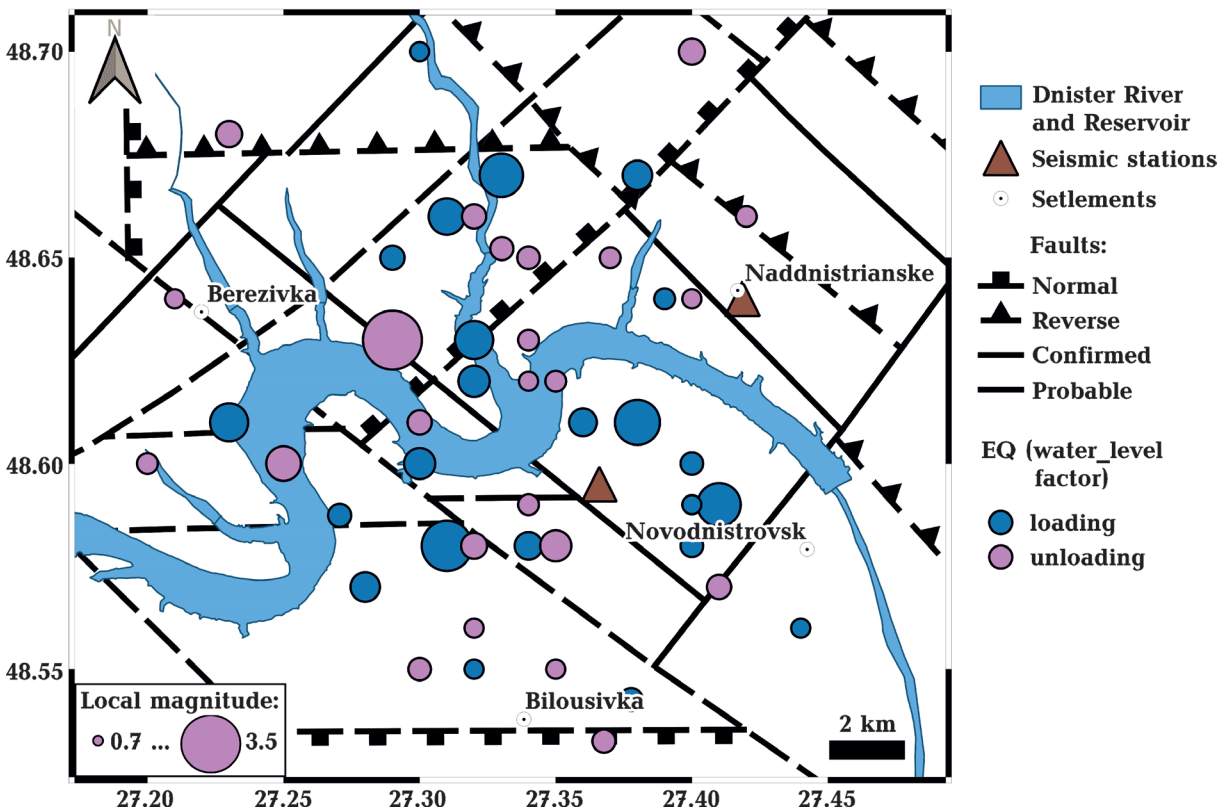 N
48.70
48.65
48.60
48.55
27.20
27.25
27.30
27.35
27.40
27.45
Berezivka
Naddnistrianske
Novodnistrovsk
Bilousivka
Local magnitude:
0.7 ... 3.5
2 km
Dnister River
and Reservoir
Seismic stations
Setlements
Faults:
Normal
Reverse
Confirmed
Probable
EQ (water_level
factor)
loading
unloading